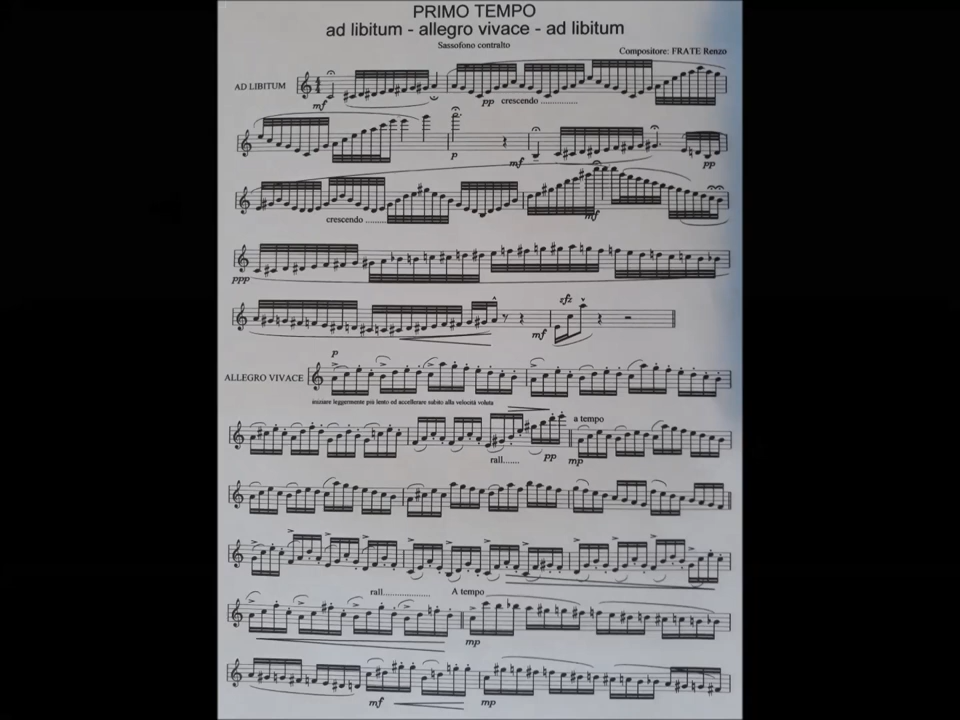 PRIMO TEMPO
ad libitum - allegro vivace - ad libitum
Sassofono contralto
Compositore: FRATE Renzo
AD LIBITUM
mf
pp crescendo ...............
p mf pp
crescendo ........ mf
ppp
sfz
mf
p
ALLEGRO VIVACE
iniziare leggermente più lento ed accellerare subito alla velocità voluta
a tempo
rall....... pp mp
rall..................... A tempo
mp
mf mp